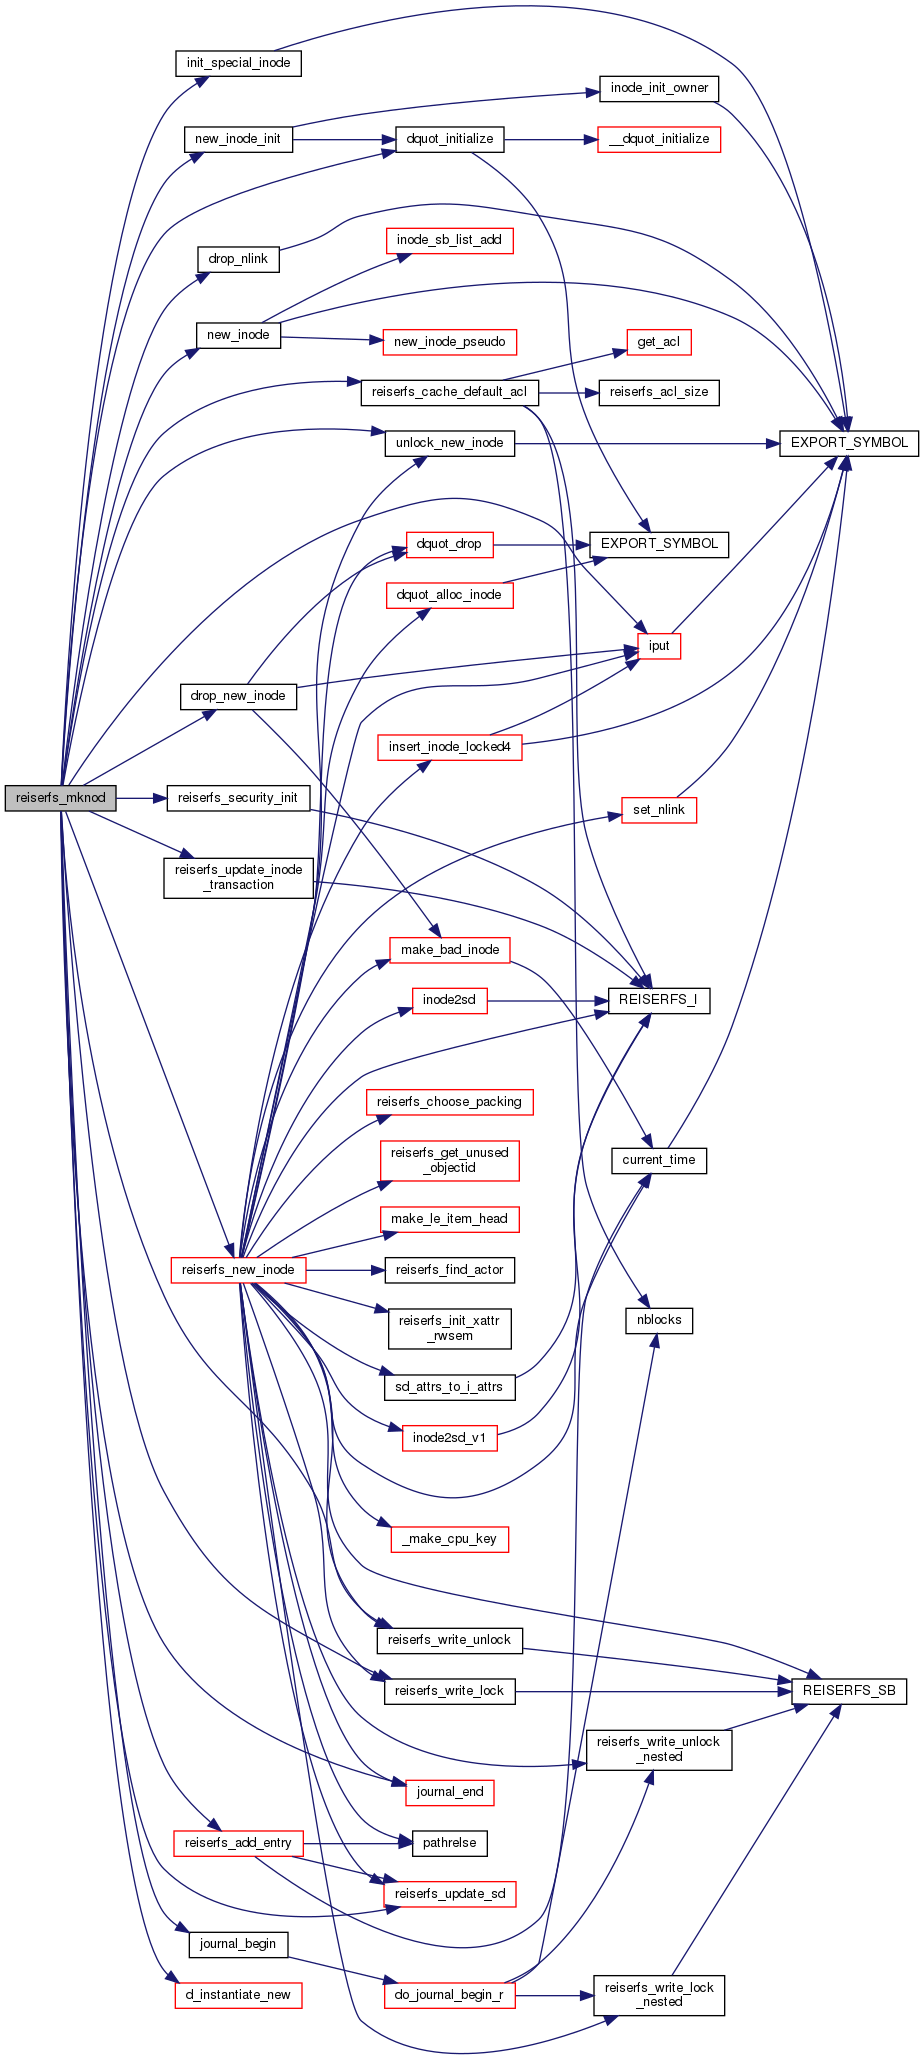 init_special_inode
inode_init_owner
new_inode_init
dquot_initialize
__dquot_initialize
inode_sb_list_add
drop_nlink
new_inode
new_inode_pseudo
get_acl
reiserfs_cache_default_acl
reiserfs_acl_size
unlock_new_inode
EXPORT_SYMBOL
dquot_drop
EXPORT_SYMBOL
dquot_alloc_inode
iput
drop_new_inode
insert_inode_locked4
reiserfs_mknod
reiserfs_security_init
set_nlink
reiserfs_update_inode
_transaction
make_bad_inode
inode2sd
REISERFS_I
reiserfs_choose_packing
reiserfs_get_unused
_objectid
current_time
make_le_item_head
reiserfs_new_inode
reiserfs_find_actor
reiserfs_init_xattr
_rwsem
nblocks
sd_attrs_to_i_attrs
inode2sd_v1
_make_cpu_key
reiserfs_write_unlock
reiserfs_write_lock
REISERFS_SB
reiserfs_write_unlock
_nested
journal_end
reiserfs_add_entry
pathrelse
reiserfs_update_sd
journal_begin
d_instantiate_new
do_journal_begin_r
reiserfs_write_lock
_nested